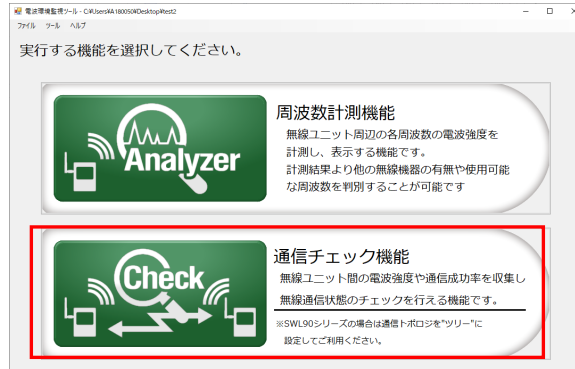 電波環境監視ツール - C:¥Users¥A180050¥Desktop¥test2
ファイル ツール ヘルプ
実行する機能を選択してください。
Analyzer
周波数計測機能
無線ユニット周辺の各周波数の電波強度を
計測し、表示する機能です。
計測結果より他の無線機器の有無や使用可能
な周波数を判別することが可能です
Check
通信チェック機能
無線ユニット間の電波強度や通信成功率を収集し
無線通信状態のチェックを行える機能です。
※SWL90シリーズの場合は通信トポロジを"ツリー"に
設定してご利用ください。